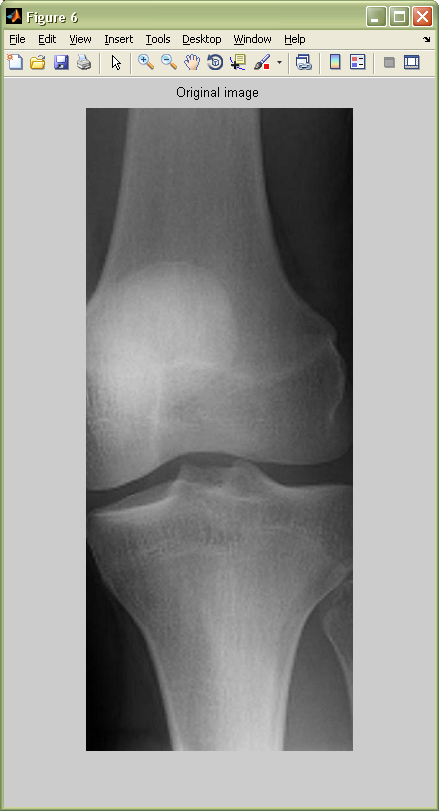 Figure 6
File Edit View Insert Tools Desktop Window Help
Original image